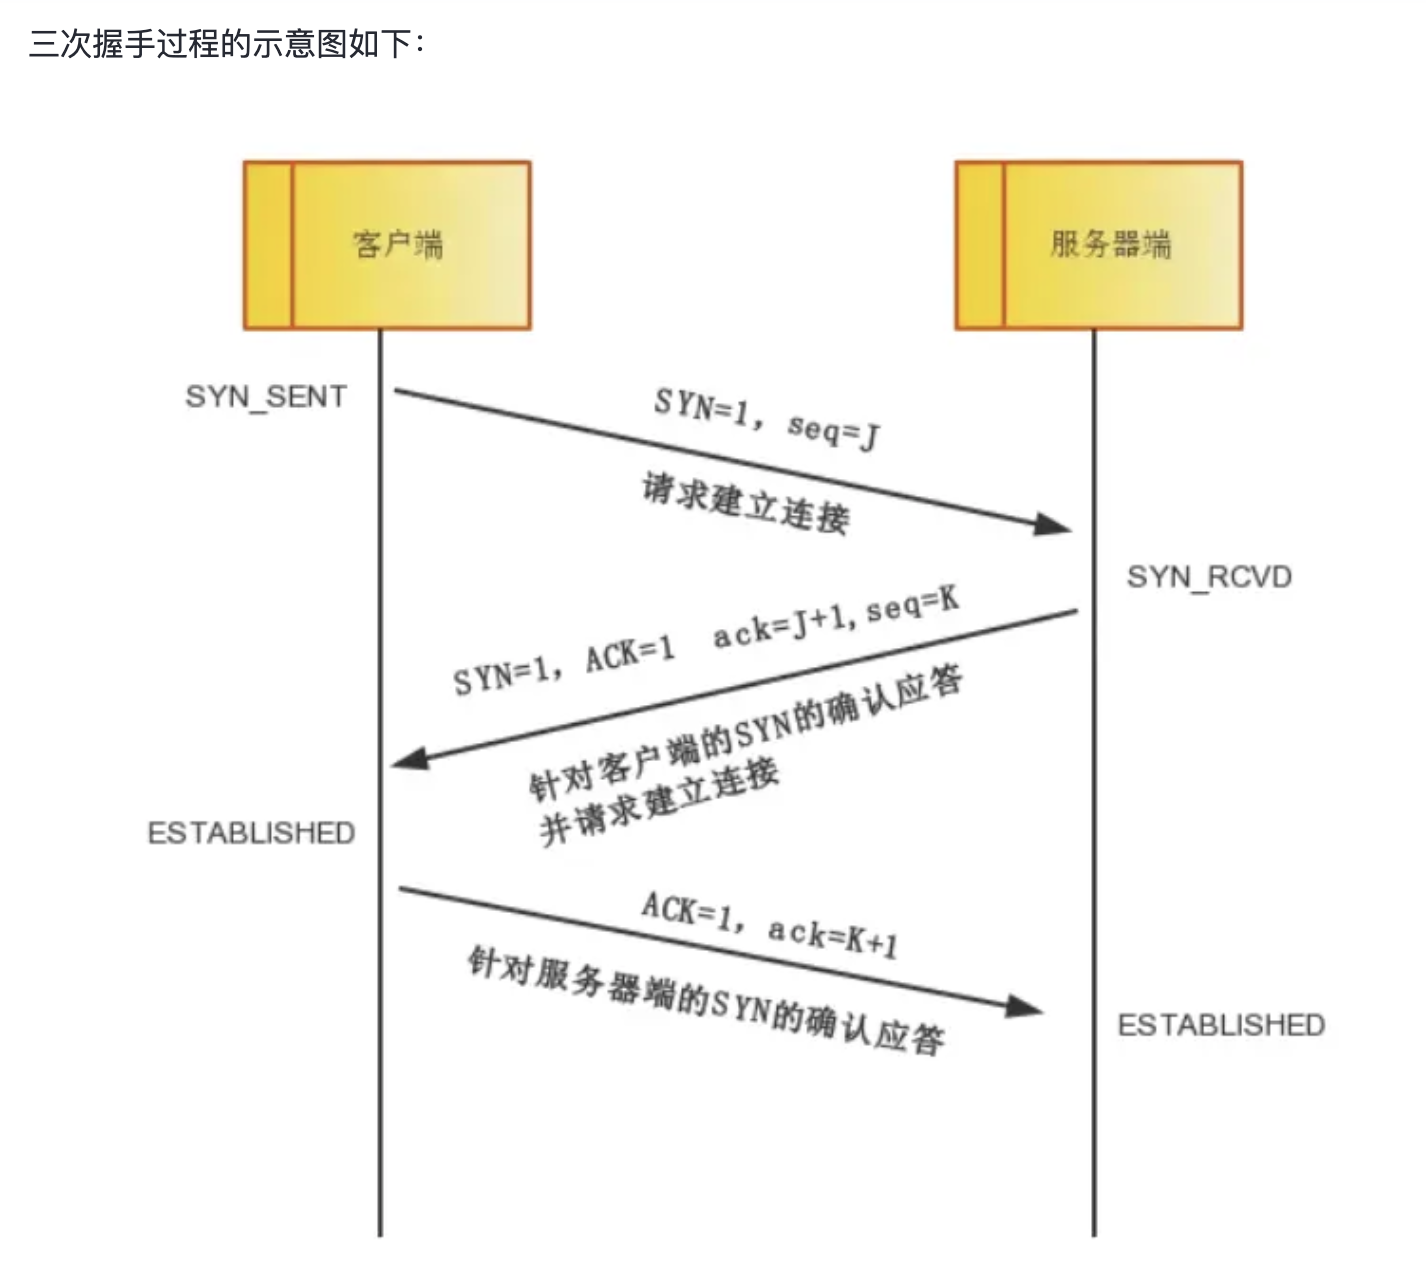 三次握手过程的示意图如下：
客户端
服务器端
SYN_SENT
SYN=1, seq=J
请求建立连接
SYN_RCVD
SYN=1, ACK=1 ack=J+1,seq=K
针对客户端的SYN的确认应答
并请求建立连接
ESTABLISHED
ACK=1, ack=K+1
针对服务器端的SYN的确认应答
ESTABLISHED